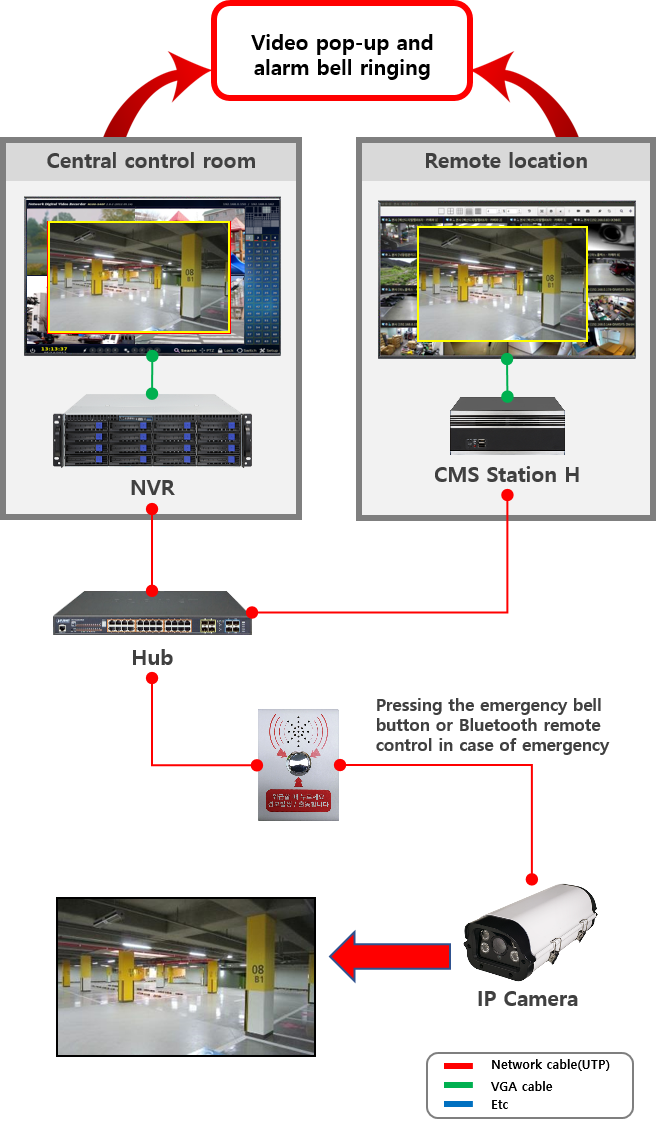 Video pop-up and
alarm bell ringing
Central control room
Remote location
08
B1
13:13:37
Search
PTZ
Lock
Switch
Setup
08
B1
NVR
CMS Station H
Hub
Pressing the emergency bell
button or Bluetooth remote
control in case of emergency
08
B1
IP Camera
Network cable(UTP)
VGA cable
Etc